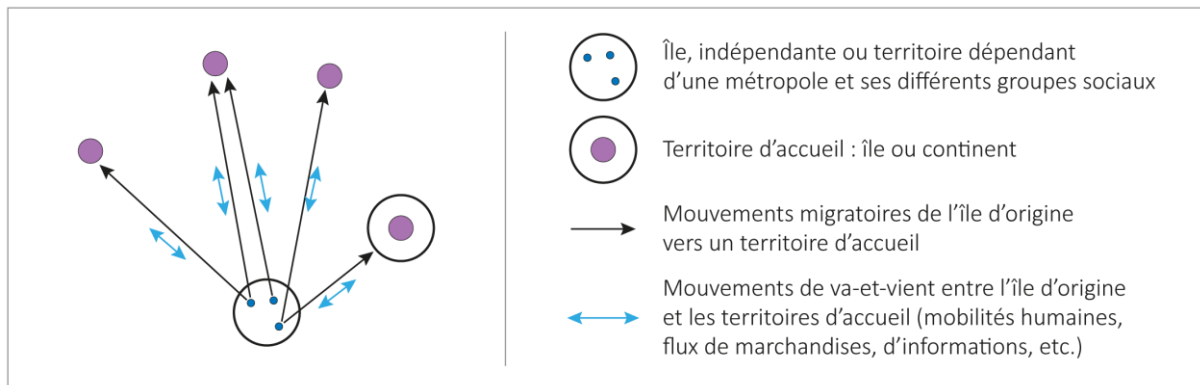 Île, indépendante ou territoire dépendant
d’une métropole et ses différents groupes sociaux
Territoire d’accueil : île ou continent
Mouvements migratoires de l’île d’origine
vers un territoire d’accueil
Mouvements de va-et-vient entre l’île d’origine
et les territoires d’accueil (mobilités humaines,
flux de marchandises, d’informations, etc.)